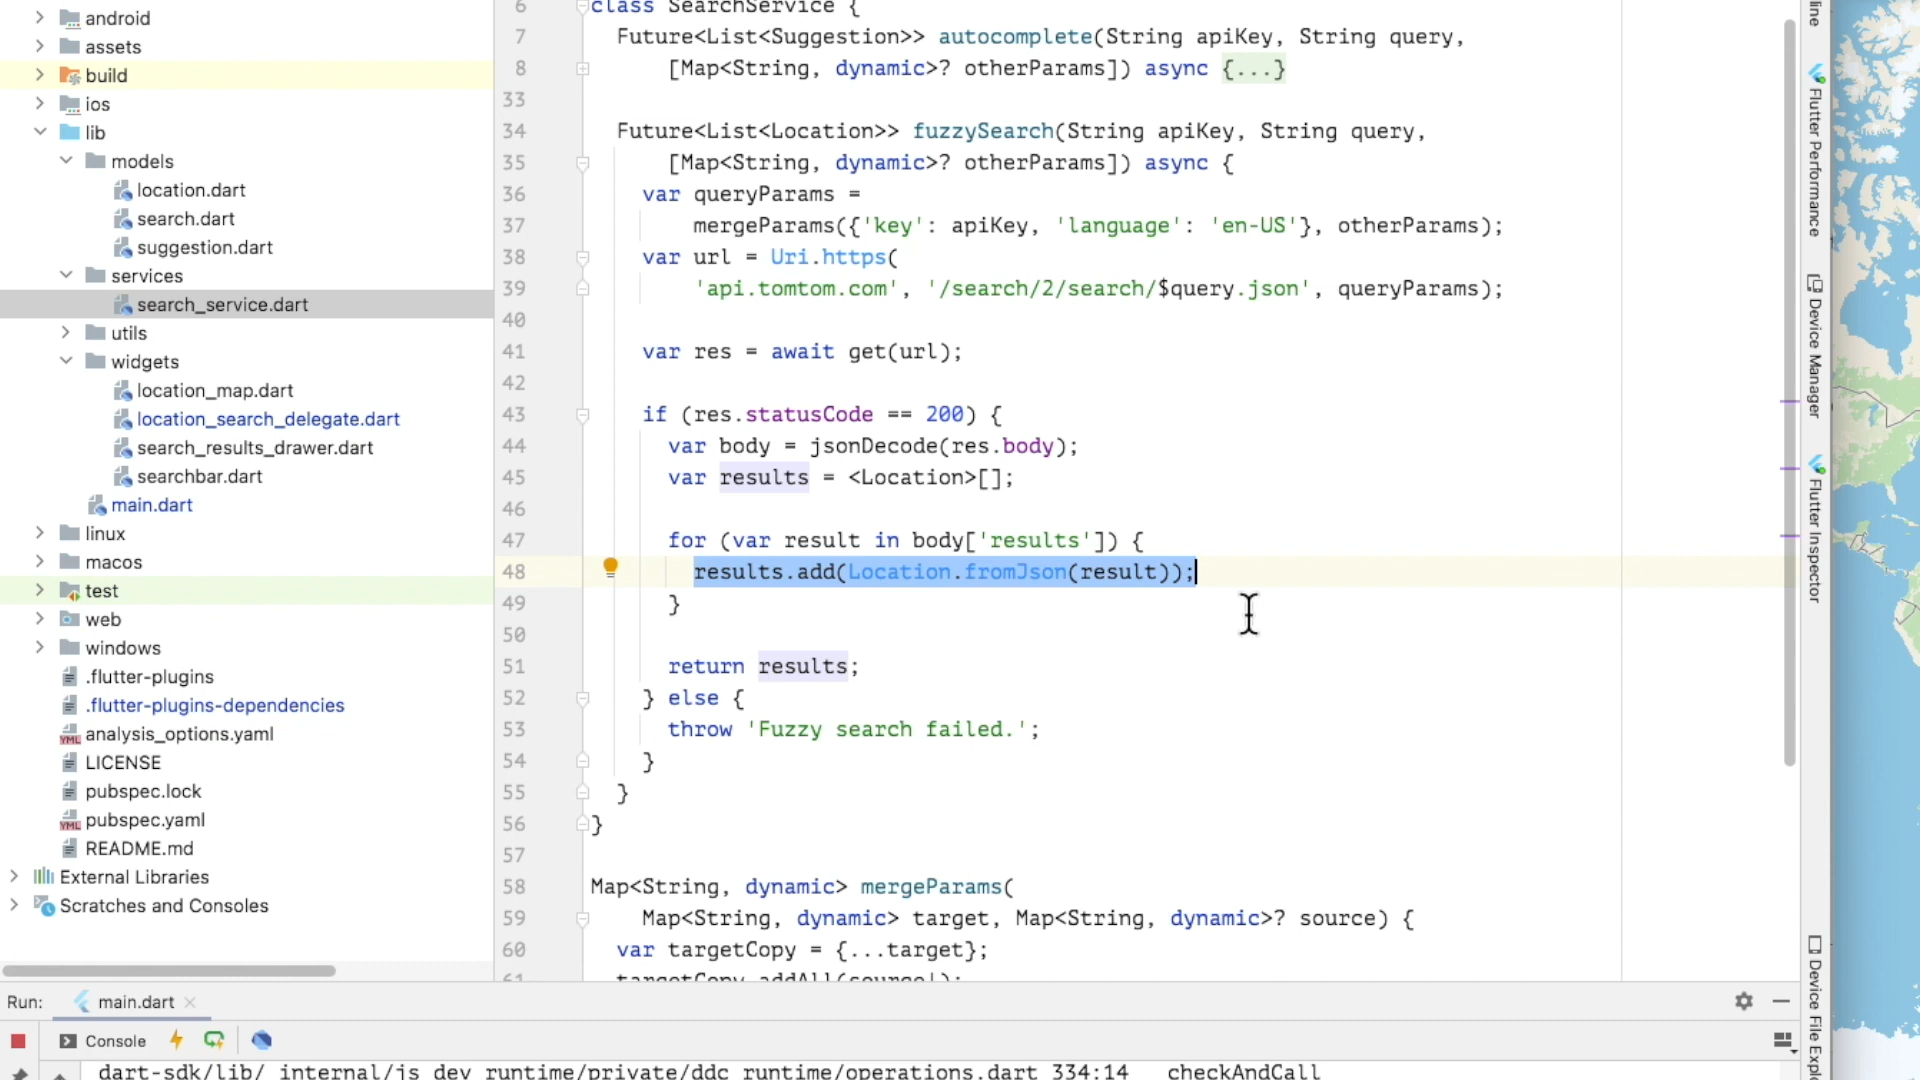 android
assets
build
ios
lib
models
location.dart
search.dart
suggestion.dart
services
search_service.dart
utils
widgets
location_map.dart
location_search_delegate.dart
search_results_drawer.dart
searchbar.dart
main.dart
linux
macos
test
web
windows
.flutter-plugins
.flutter-plugins-dependencies
analysis_options.yaml
LICENSE
pubspec.lock
pubspec.yaml
README.md
External Libraries
Scratches and Consoles
6 class SearchService {
7 Future<List<Suggestion>> autocomplete(String apiKey, String query,
8 [Map<String, dynamic>? otherParams]) async {...}
33
34 Future<List<Location>> fuzzySearch(String apiKey, String query,
35 [Map<String, dynamic>? otherParams]) async {
36 var queryParams =
37 mergeParams({'key': apiKey, 'language': 'en-US'}, otherParams);
38 var url = Uri.https(
39 'api.tomtom.com', '/search/2/search/$query.json', queryParams);
40
41 var res = await get(url);
42
43 if (res.statusCode == 200) {
44 var body = jsonDecode(res.body);
45 var results = <Location>[];
46
47 for (var result in body['results']) {
48 results.add(Location.fromJson(result));
49 }
50
51 return results;
52 } else {
53 throw 'Fuzzy search failed.';
54 }
55 }
56 }
57
58 Map<String, dynamic> mergeParams(
59 Map<String, dynamic> target, Map<String, dynamic>? source) {
60 var targetCopy = {...target};
61 targetCopy.addAll(source!);
line
Flutter Performance
Device Manager
Flutter Inspector
Device File Explo
Run: main.dart
Console
dart-sdk/lib/_internal/js_dev_runtime/private/ddc_runtime/operations.dart 334:14 checkAndCall